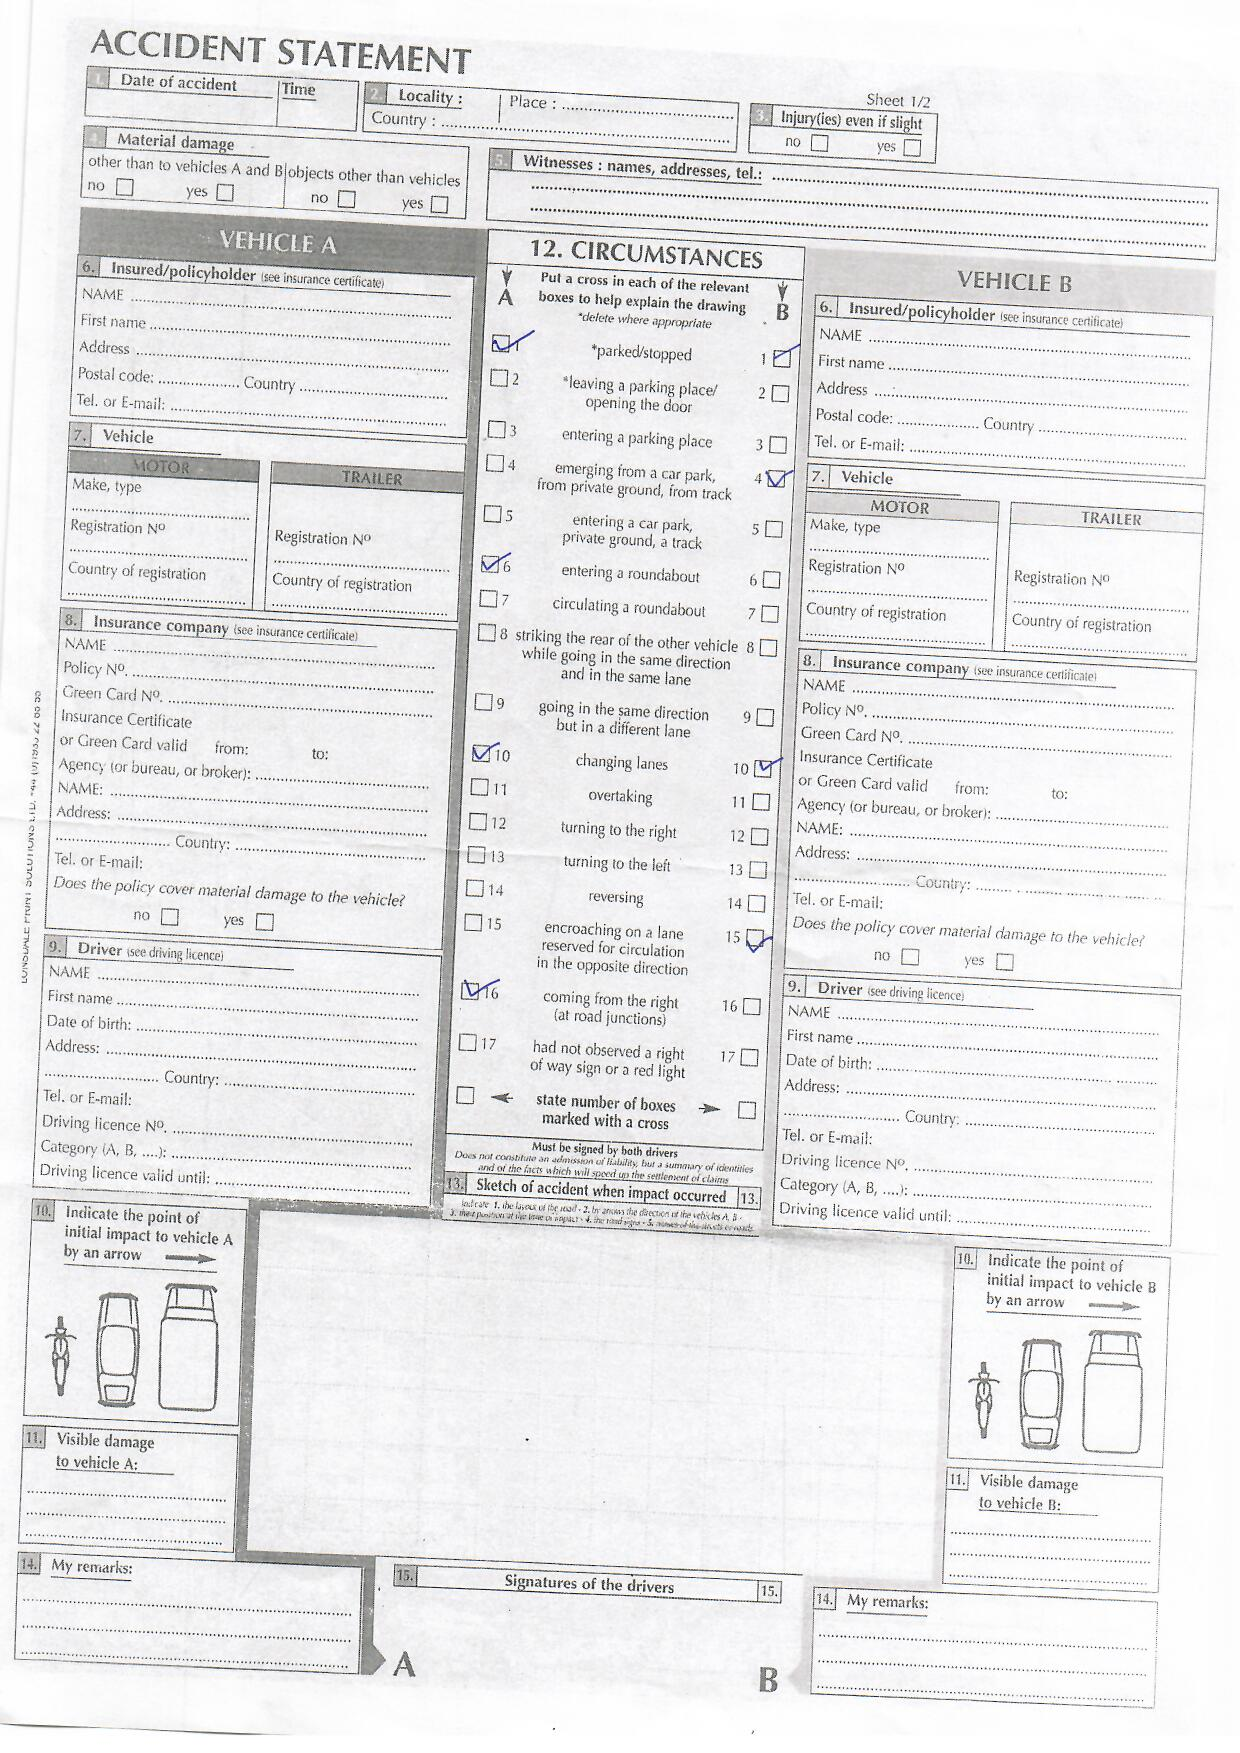 ACCIDENT STATEMENT
Sheet 1/2
1. Date of accident Time
2. Locality : Place :
Country :
3. Injury(ies) even if slight
no yes
4. Material damage
other than to vehicles A and B objects other than vehicles
no yes no yes
5. Witnesses : names, addresses, tel.:
VEHICLE A
6. Insured/policyholder (see insurance certificate)
NAME
First name
Address
Postal code: Country
Tel. or E-mail:
7. Vehicle
MOTOR TRAILER
Make, type
Registration Nº Registration Nº
Country of registration Country of registration
8. Insurance company (see insurance certificate)
NAME
Policy Nº.
Green Card Nº.
Insurance Certificate
or Green Card valid from: to:
Agency (or bureau, or broker):
NAME:
Address:
Country:
Tel. or E-mail:
Does the policy cover material damage to the vehicle?
no yes
9. Driver (see driving licence)
NAME
First name
Date of birth:
Address:
Country:
Tel. or E-mail:
Driving licence Nº.
Category (A, B, ....):
Driving licence valid until:
10. Indicate the point of
initial impact to vehicle A
by an arrow
11. Visible damage
to vehicle A:
14. My remarks:
12. CIRCUMSTANCES
A B
Put a cross in each of the relevant
boxes to help explain the drawing
*delete where appropriate
1 *parked/stopped 1
2 *leaving a parking place/ 2
opening the door
3 entering a parking place 3
4 emerging from a car park, 4
from private ground, from track
5 entering a car park, 5
private ground, a track
6 entering a roundabout 6
7 circulating a roundabout 7
8 striking the rear of the other vehicle 8
while going in the same direction
and in the same lane
9 going in the same direction 9
but in a different lane
10 changing lanes 10
11 overtaking 11
12 turning to the right 12
13 turning to the left 13
14 reversing 14
15 encroaching on a lane 15
reserved for circulation
in the opposite direction
16 coming from the right 16
(at road junctions)
17 had not observed a right 17
of way sign or a red light
state number of boxes
marked with a cross
Must be signed by both drivers
Does not constitute an admission of liability, but a summary of identities
and of the facts which will speed up the settlement of claims
13. Sketch of accident when impact occurred 13.
Indicate 1. the layout of the road - 2. by arrows the direction of the vehicles A, B -
3. their position at the time of impact - 4. the road signs - 5. names of the streets or roads
15. Signatures of the drivers 15.
A B
VEHICLE B
6. Insured/policyholder (see insurance certificate)
NAME
First name
Address
Postal code: Country
Tel. or E-mail:
7. Vehicle
MOTOR TRAILER
Make, type
Registration Nº Registration Nº
Country of registration Country of registration
8. Insurance company (see insurance certificate)
NAME
Policy Nº.
Green Card Nº.
Insurance Certificate
or Green Card valid from: to:
Agency (or bureau, or broker):
NAME:
Address:
Country:
Tel. or E-mail:
Does the policy cover material damage to the vehicle?
no yes
9. Driver (see driving licence)
NAME
First name
Date of birth:
Address:
Country:
Tel. or E-mail:
Driving licence Nº.
Category (A, B, ....):
Driving licence valid until:
10. Indicate the point of
initial impact to vehicle B
by an arrow
11. Visible damage
to vehicle B:
14. My remarks:
LONSDALE PRINT SOLUTIONS LTD.